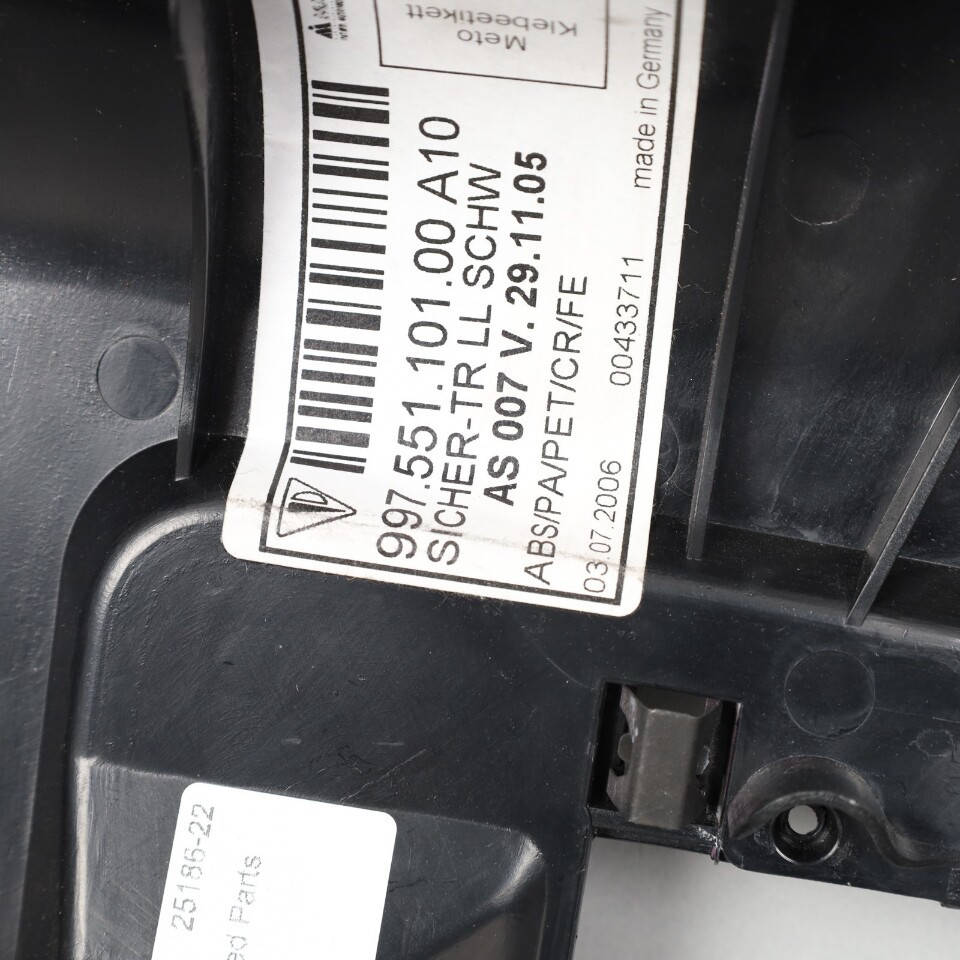 Meto
Klebeetikett
997.551.101.00 A10
SICHER-TR LL SCHW
AS 007 V. 29.11.05
ABS/PA/PET/CR/FE
03.07.2006 00433711 made in Germany
25186-22
ed Parts